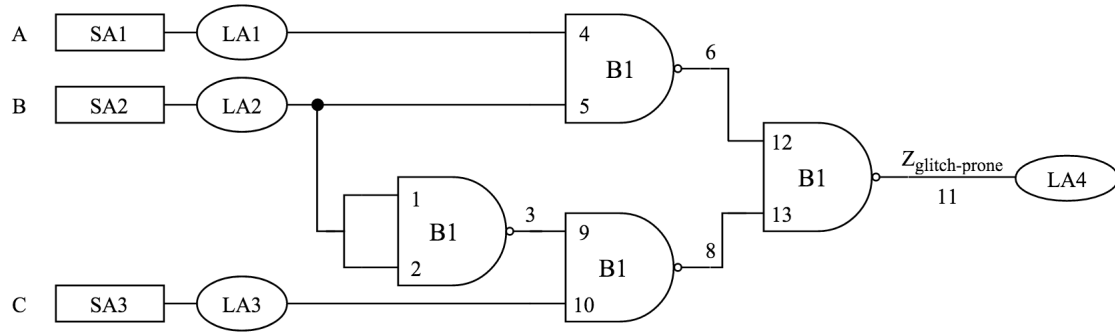 A SA1 LA1 4 B1 6
B SA2 LA2 5
12 B1 Z_glitch-prone 11 LA4
13
1 B1 3
2
9 B1 8
C SA3 LA3 10